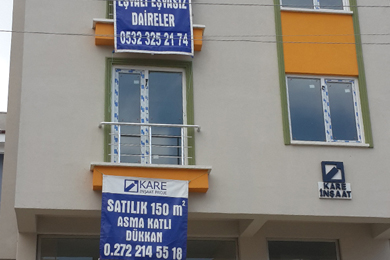 EŞYALI EŞYASIZ
DAİRELER
0532 325 21 74
KARE
İNŞAAT
KARE
SATILIK 150 m²
ASMA KATLI
DÜKKAN
0.272 214 55 18